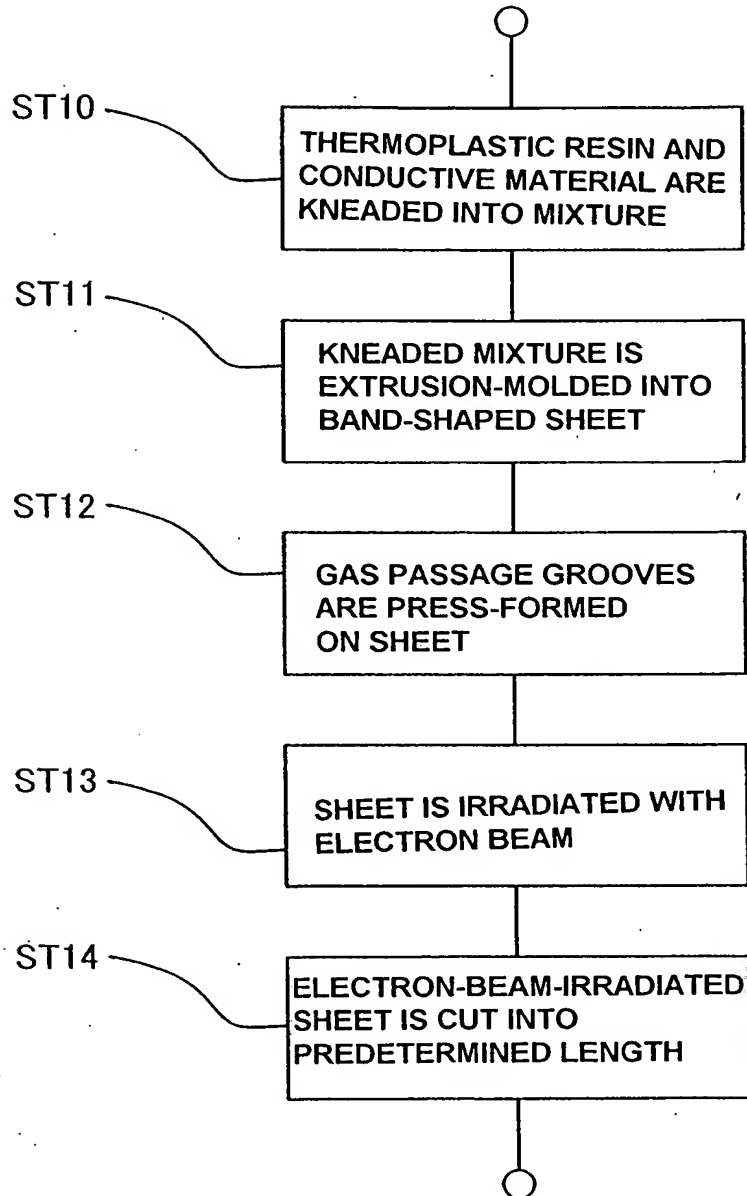 ST10
THERMOPLASTIC RESIN AND
CONDUCTIVE MATERIAL ARE
KNEADED INTO MIXTURE
ST11
KNEADED MIXTURE IS
EXTRUSION-MOLDED INTO
BAND-SHAPED SHEET
ST12
GAS PASSAGE GROOVES
ARE PRESS-FORMED
ON SHEET
ST13
SHEET IS IRRADIATED WITH
ELECTRON BEAM
ST14
ELECTRON-BEAM-IRRADIATED
SHEET IS CUT INTO
PREDETERMINED LENGTH